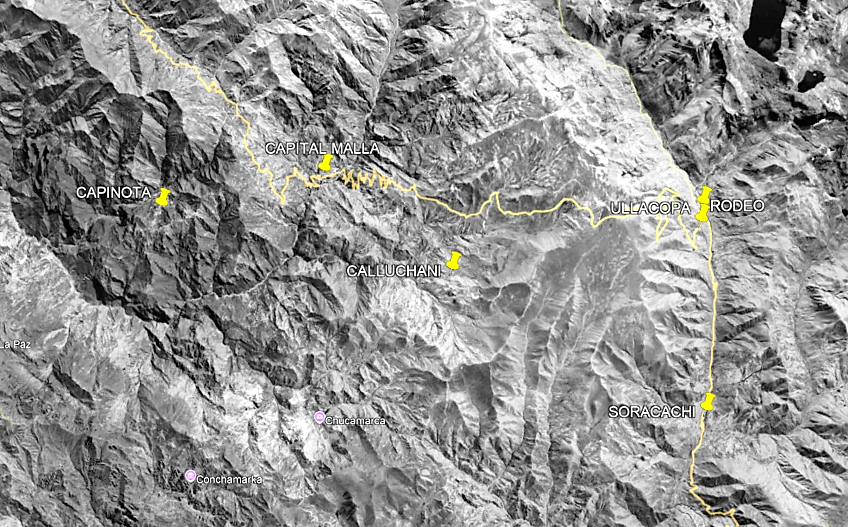 CAPITAL MALLA
CAPINOTA
ULLACOPA
RODEO
CALLUCHANI
La Paz
SORACACHI
Chucamarca
Conchamarka